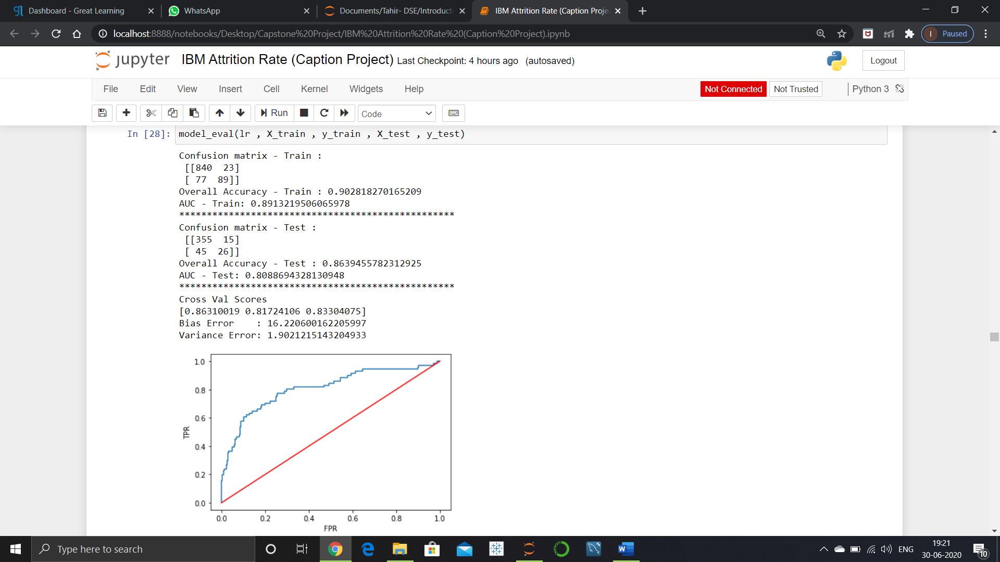 Dashboard - Great Learning
WhatsApp
Documents/Tahir- DSE/Introducti
IBM Attrition Rate (Caption Proje
localhost:8888/notebooks/Desktop/Capstone%20Project/IBM%20Attrition%20Rate%20(Caption%20Project).ipynb
I Paused
jupyter IBM Attrition Rate (Caption Project) Last Checkpoint: 4 hours ago (autosaved)
Logout
File Edit View Insert Cell Kernel Widgets Help
Not Connected Not Trusted Python 3
Run Code
In [28]: model_eval(lr , X_train , y_train , X_test , y_test)
Confusion matrix - Train :
[[840 23]
[ 77 89]]
Overall Accuracy - Train : 0.902818270165209
AUC - Train: 0.8913219506065978
**************************************************
Confusion matrix - Test :
[[355 15]
[ 45 26]]
Overall Accuracy - Test : 0.8639455782312925
AUC - Test: 0.8088694328130948
**************************************************
Cross Val Scores
[0.86310019 0.81724106 0.83304075]
Bias Error : 16.220600162205997
Variance Error: 1.9021215143204933
1.0
0.8
0.6
0.4
0.2
0.0
TPR
0.0 0.2 0.4 0.6 0.8 1.0
FPR
Type here to search
ENG
19:21
30-06-2020
10